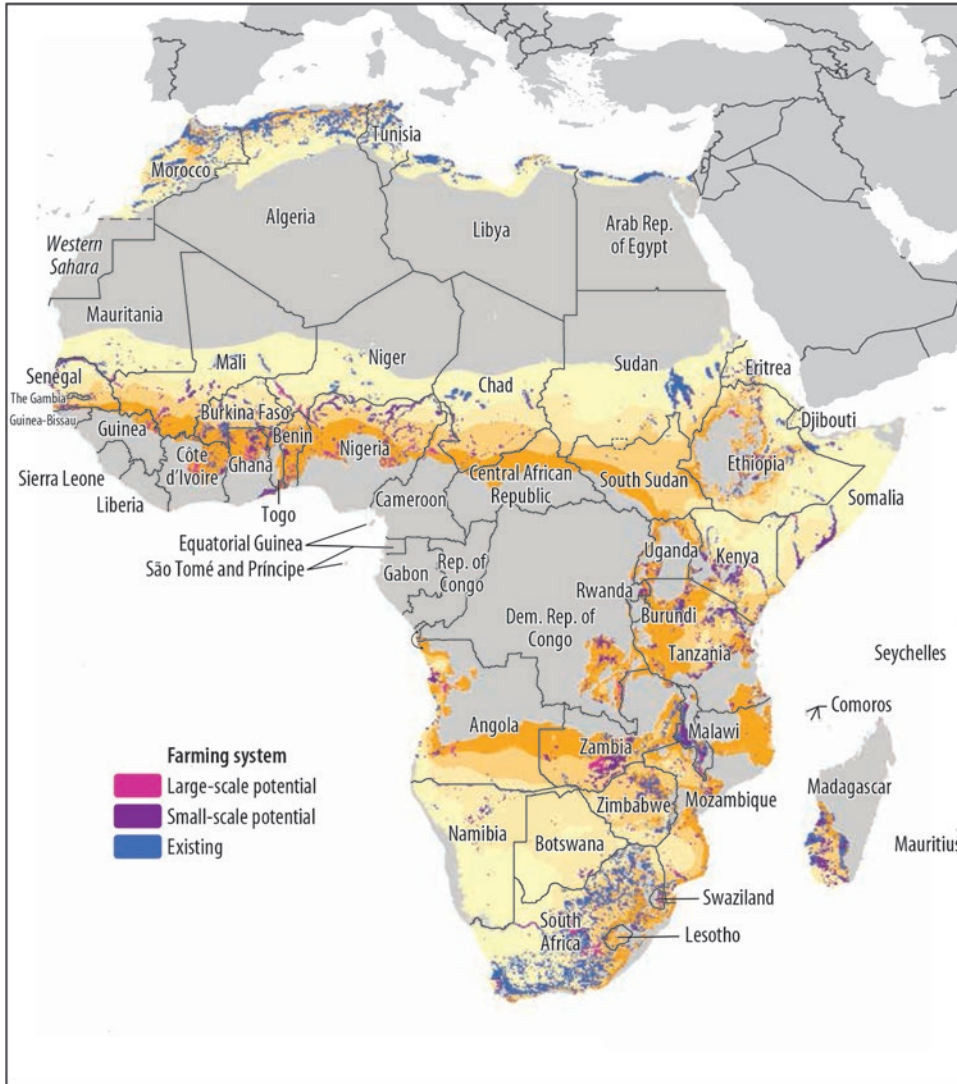 Tunisia
Morocco
Algeria
Libya
Arab Rep.
of Egypt
Western
Sahara
Mauritania
Mali
Niger
Chad
Sudan
Eritrea
Senegal
The Gambia
Guinea-Bissau
Guinea
Burkina Faso
Benin
Nigeria
Djibouti
Côte
d'Ivoire
Ghana
Central African
Republic
South Sudan
Ethiopia
Sierra Leone
Liberia
Togo
Cameroon
Somalia
Equatorial Guinea
São Tomé and Príncipe
Gabon
Rep. of
Congo
Uganda
Kenya
Rwanda
Burundi
Dem. Rep. of
Congo
Tanzania
Seychelles
Comoros
Angola
Zambia
Malawi
Farming system
Large-scale potential
Small-scale potential
Existing
Zimbabwe
Mozambique
Madagascar
Mauritius
Namibia
Botswana
Swaziland
South
Africa
Lesotho